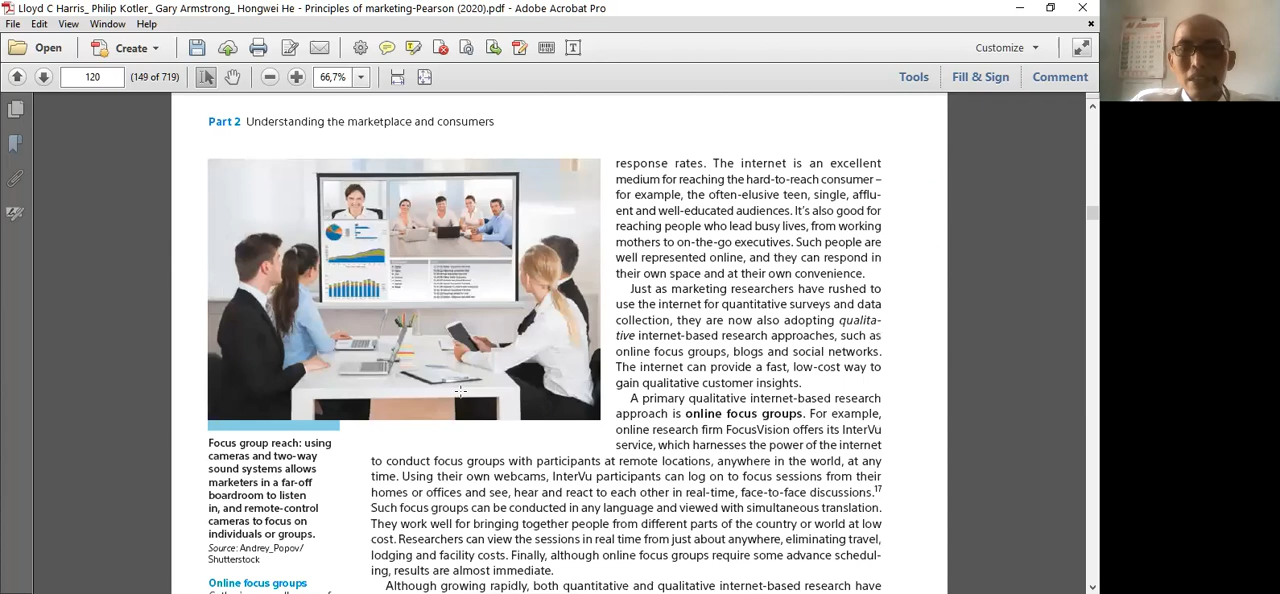 Lloyd C Harris_ Philip Kotler_ Gary Armstrong_ Hongwei He - Principles of marketing-Pearson (2020).pdf - Adobe Acrobat Pro
File Edit View Window Help
Open Create Customize
120 (149 of 719) 66,7% Tools Fill & Sign Comment
Part 2 Understanding the marketplace and consumers
response rates. The internet is an excellent
medium for reaching the hard-to-reach consumer –
for example, the often-elusive teen, single, afflu-
ent and well-educated audiences. It's also good for
reaching people who lead busy lives, from working
mothers to on-the-go executives. Such people are
well represented online, and they can respond in
their own space and at their own convenience.
Just as marketing researchers have rushed to
use the internet for quantitative surveys and data
collection, they are now also adopting qualita-
tive internet-based research approaches, such as
online focus groups, blogs and social networks.
The internet can provide a fast, low-cost way to
gain qualitative customer insights.
A primary qualitative internet-based research
approach is online focus groups. For example,
online research firm FocusVision offers its InterVu
service, which harnesses the power of the internet
to conduct focus groups with participants at remote locations, anywhere in the world, at any
time. Using their own webcams, InterVu participants can log on to focus sessions from their
homes or offices and see, hear and react to each other in real-time, face-to-face discussions.17
Such focus groups can be conducted in any language and viewed with simultaneous translation.
They work well for bringing together people from different parts of the country or world at low
cost. Researchers can view the sessions in real time from just about anywhere, eliminating travel,
lodging and facility costs. Finally, although online focus groups require some advance schedul-
ing, results are almost immediate.
Although growing rapidly, both quantitative and qualitative internet-based research have
Focus group reach: using
cameras and two-way
sound systems allows
marketers in a far-off
boardroom to listen
in, and remote-control
cameras to focus on
individuals or groups.
Source: Andrey_Popov/
Shutterstock
Online focus groups